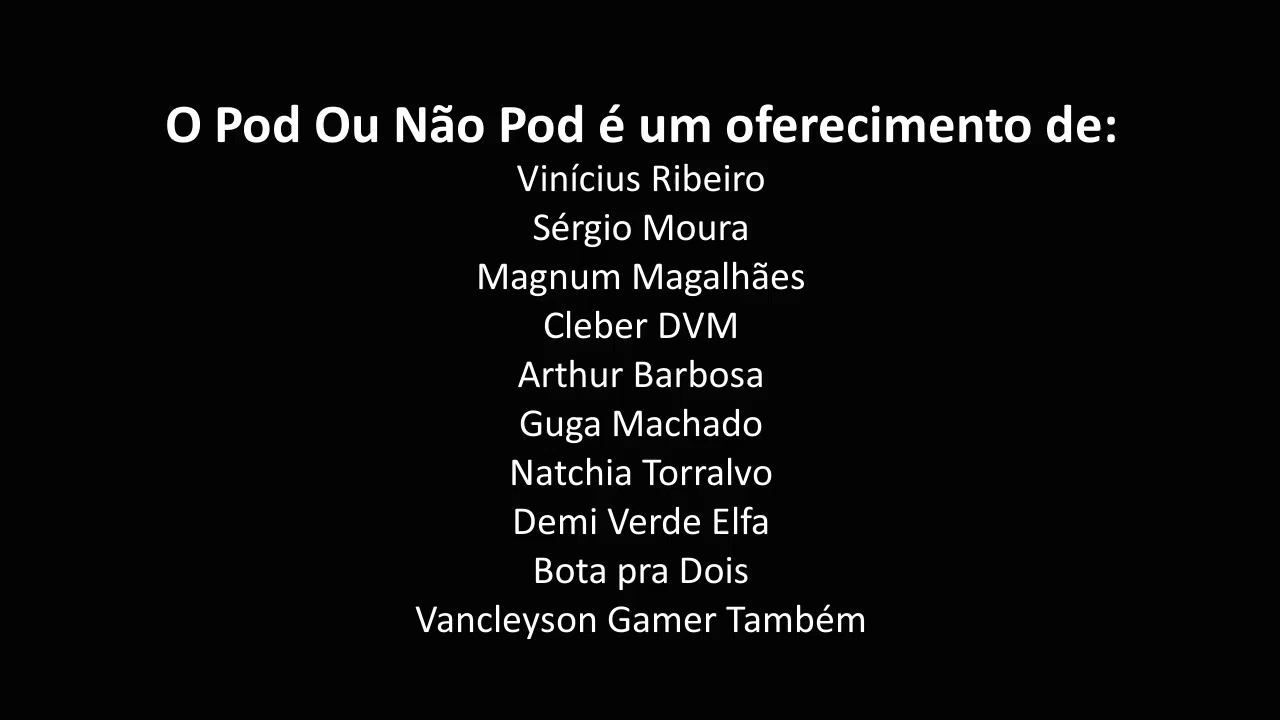 O Pod Ou Não Pod é um oferecimento de:
Vinícius Ribeiro
Sérgio Moura
Magnum Magalhães
Cleber DVM
Arthur Barbosa
Guga Machado
Natchia Torralvo
Demi Verde Elfa
Bota pra Dois
Vancleyson Gamer Também